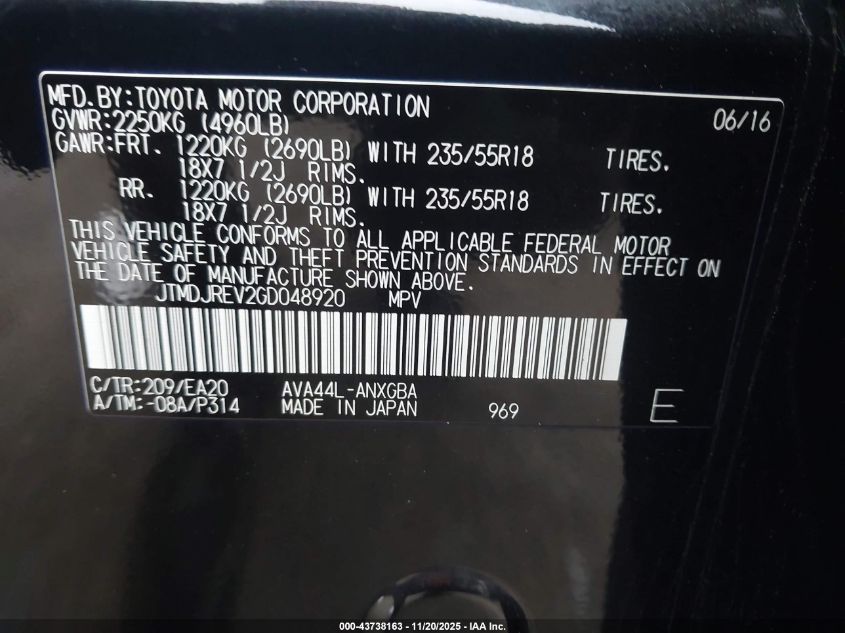 MFD.BY:TOYOTA MOTOR CORPORATION 06/16
GVWR:2250KG (4960LB)
GAWR:FRT. 1220KG (2690LB) WITH 235/55R18 TIRES.
18X7 1/2J RIMS.
RR. 1220KG (2690LB) WITH 235/55R18 TIRES.
18X7 1/2J RIMS.
THIS VEHICLE CONFORMS TO ALL APPLICABLE FEDERAL MOTOR
VEHICLE SAFETY AND THEFT PREVENTION STANDARDS IN EFFECT ON
THE DATE OF MANUFACTURE SHOWN ABOVE.
JTMDJREV2GD048920 MPV
C/TR:209/EA20 AVA44L-ANXGBA
A/TM:-08A/P314 MADE IN JAPAN 969 E
000-43738163 - 11/20/2025 - IAA Inc.